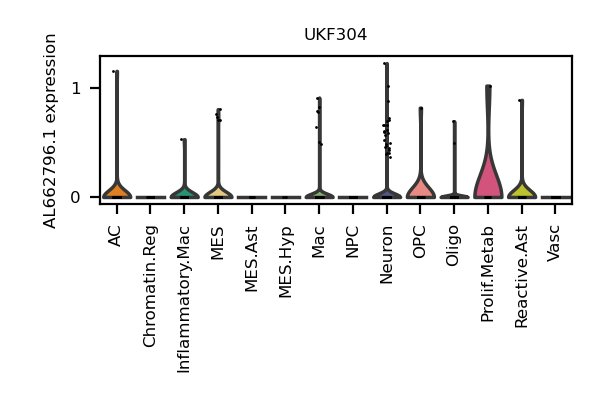 UKF304
AL662796.1 expression
1
0
AC
Chromatin.Reg
Inflammatory.Mac
MES
MES.Ast
MES.Hyp
Mac
NPC
Neuron
OPC
Oligo
Prolif.Metab
Reactive.Ast
Vasc